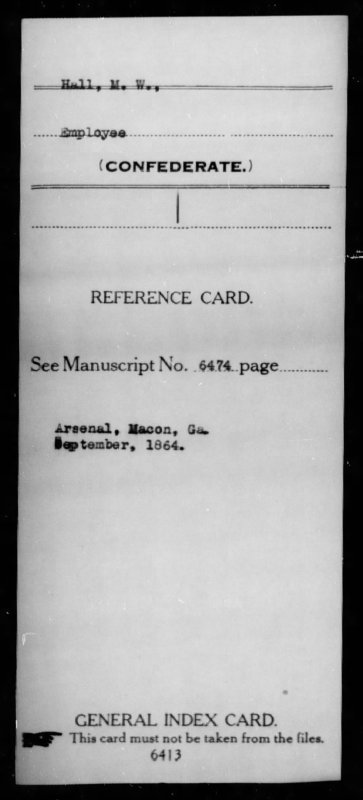 Hall, M. W.,
Employee
(CONFEDERATE.)
REFERENCE CARD.
See Manuscript No. 6474 page
Arsenal, Macon, Ga.
September, 1864.
GENERAL INDEX CARD.
This card must not be taken from the files.
6413